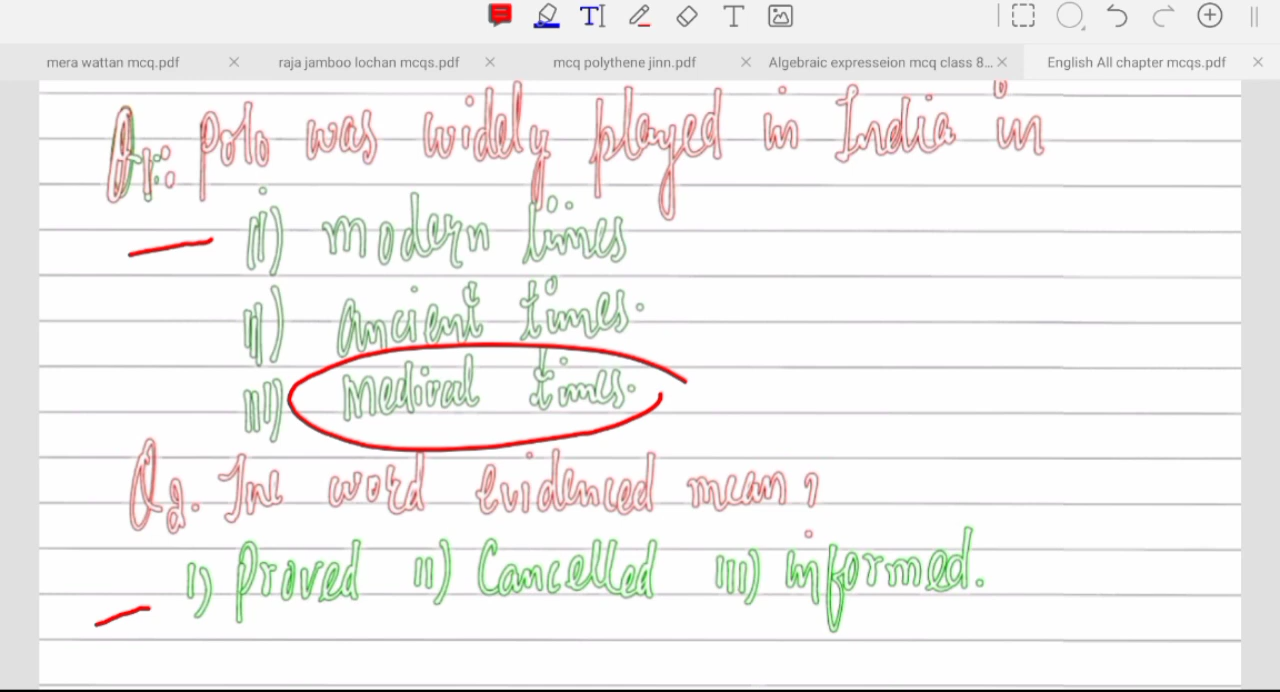 mera wattan mcq.pdf raja jamboo lochan mcqs.pdf mcq polythene jinn.pdf Algebraic expresseion mcq class 8... English All chapter mcqs.pdf
Q1: Polo was widely played in India in
i) modern times
ii) ancient times.
iii) Medival times.
Q2. The word evidenced mean?
i) Proved ii) Cancelled iii) informed.